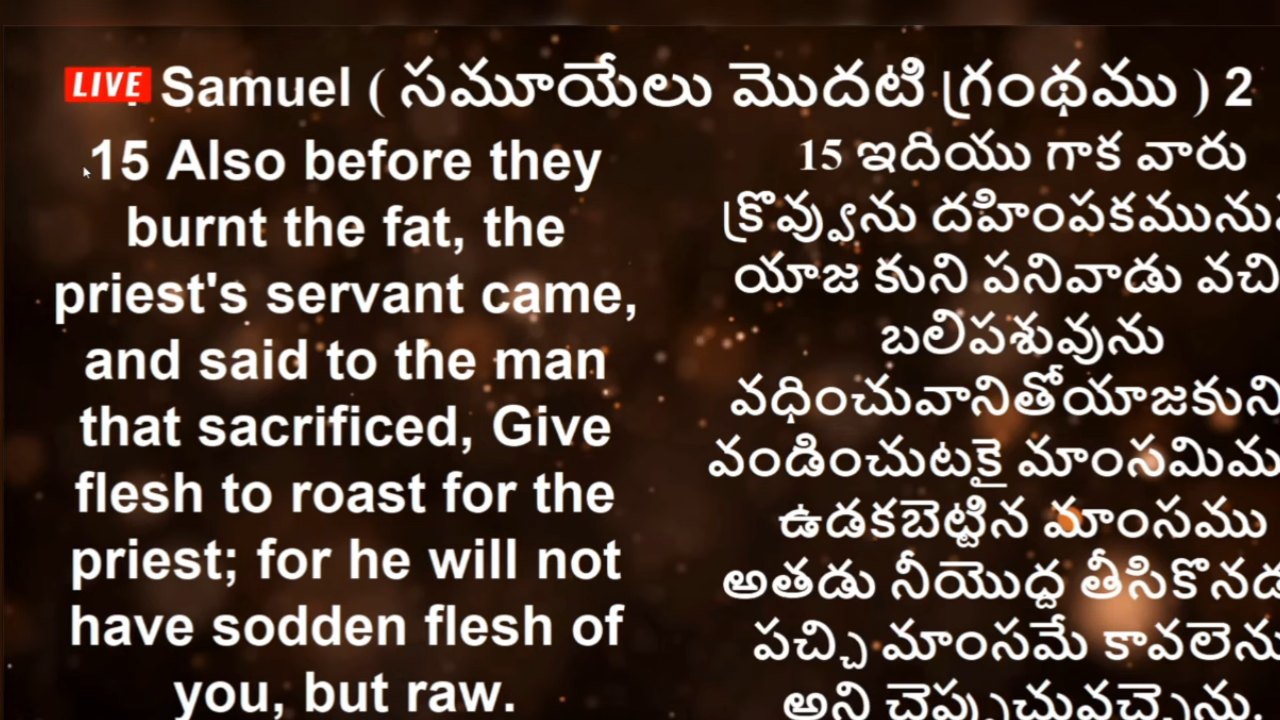 LIVE
Samuel ( సమూయేలు మొదటి గ్రంథము ) 2
15 Also before they
burnt the fat, the
priest's servant came,
and said to the man
that sacrificed, Give
flesh to roast for the
priest; for he will not
have sodden flesh of
you, but raw.
15 ఇదియు గాక వారు
క్రొవ్వును దహింపకమును
యాజ కుని పనివాడు వచి
బలిపశువును
వధించువానితోయాజకుని
వండించుటకై మాంసమిమ
ఉడకబెట్టిన మాంసము
అతడు నీయొద్ద తీసికొనడ
పచ్చి మాంసమే కావలెను
అని చెప్పుచువచ్చెను.